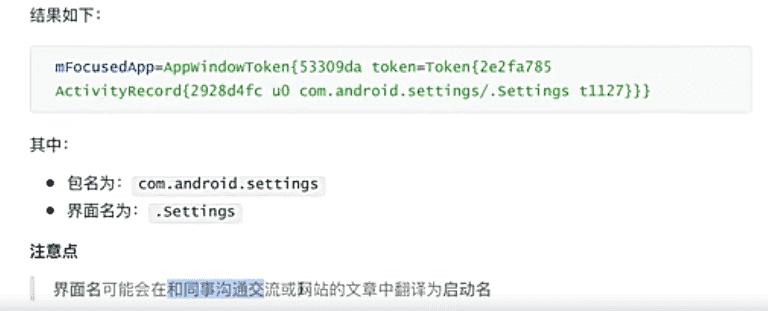 结果如下：
mFocusedApp=AppWindowToken{53309da token=Token{2e2fa785
ActivityRecord{2928d4fc u0 com.android.settings/.Settings t1127}}}
其中：
包名为：com.android.settings
界面名为：.Settings
注意点
界面名可能会在和同事沟通交流或网站的文章中翻译为启动名